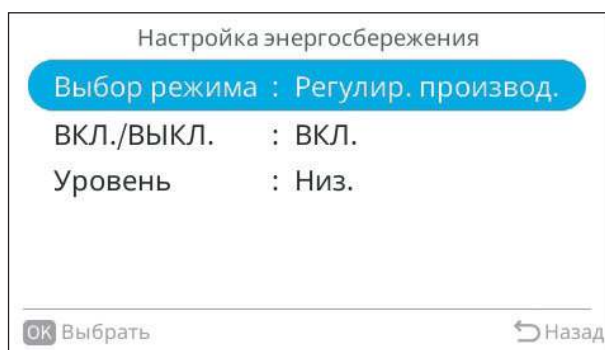 Настройка энергосбережения
Выбор режима : Регулир. производ.
ВКЛ./ВЫКЛ. : ВКЛ.
Уровень : Низ.
OK Выбрать Назад